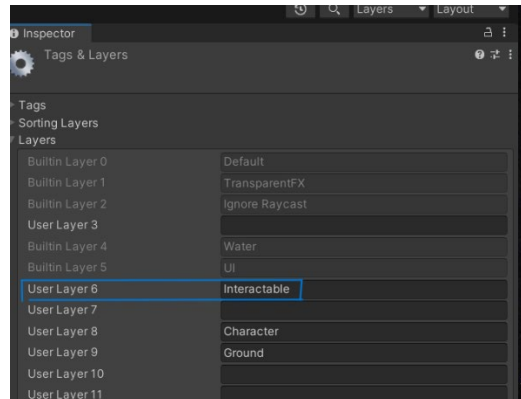 Layers Layout
Inspector
Tags & Layers
Tags
Sorting Layers
Layers
Builtin Layer 0 Default
Builtin Layer 1 TransparentFX
Builtin Layer 2 Ignore Raycast
User Layer 3
Builtin Layer 4 Water
Builtin Layer 5 UI
User Layer 6 Interactable
User Layer 7
User Layer 8 Character
User Layer 9 Ground
User Layer 10
User Layer 11